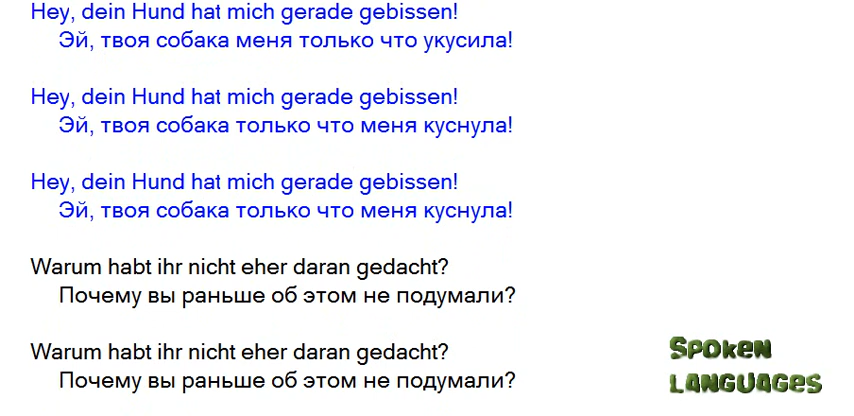 Hey, dein Hund hat mich gerade gebissen!
Эй, твоя собака меня только что укусила!
Hey, dein Hund hat mich gerade gebissen!
Эй, твоя собака только что меня куснула!
Hey, dein Hund hat mich gerade gebissen!
Эй, твоя собака только что меня куснула!
Warum habt ihr nicht eher daran gedacht?
Почему вы раньше об этом не подумали?
Warum habt ihr nicht eher daran gedacht?
Почему вы раньше об этом не подумали?
Spoken
Languages